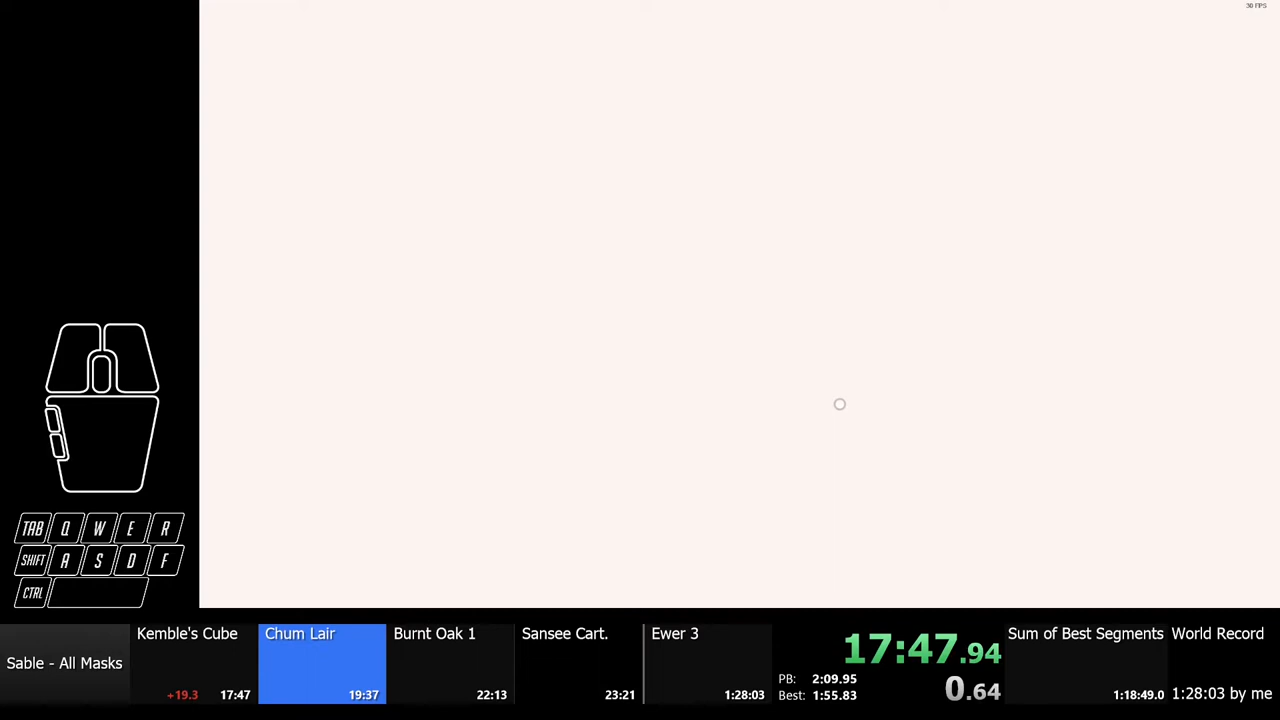 30 FPS
TAB Q W E R
SHIFT A S D F
CTRL
Sable - All Masks
Kemble's Cube
+19.3 17:47
Chum Lair
19:37
Burnt Oak 1
22:13
Sansee Cart.
23:21
Ewer 3
1:28:03
17:47.94
PB: 2:09.95
Best: 1:55.83
0.64
Sum of Best Segments
1:18:49.0
World Record
1:28:03 by me